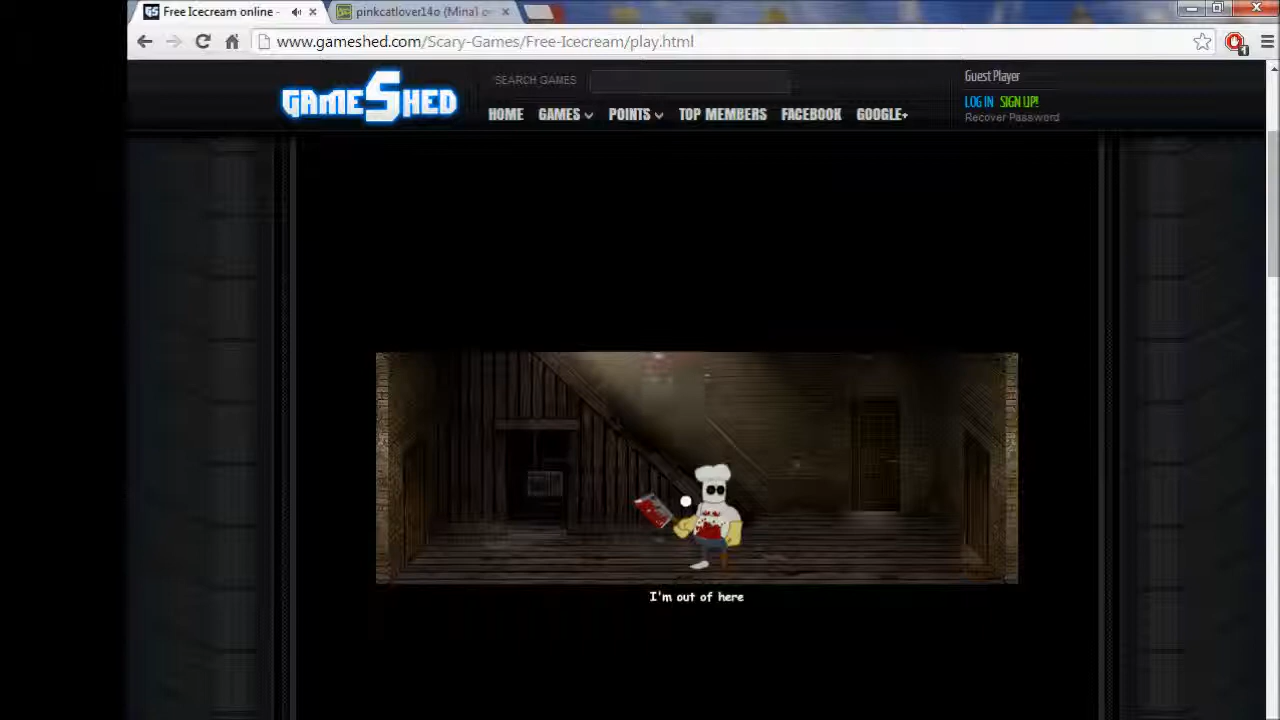 Free Icecream online -
pinkcatlover14o (Mina) o
www.gameshed.com/Scary-Games/Free-Icecream/play.html
1
GAMESHED
SEARCH GAMES
Guest Player
LOG IN SIGN UP!
Recover Password
HOME GAMES POINTS TOP MEMBERS FACEBOOK GOOGLE+
I'm out of here